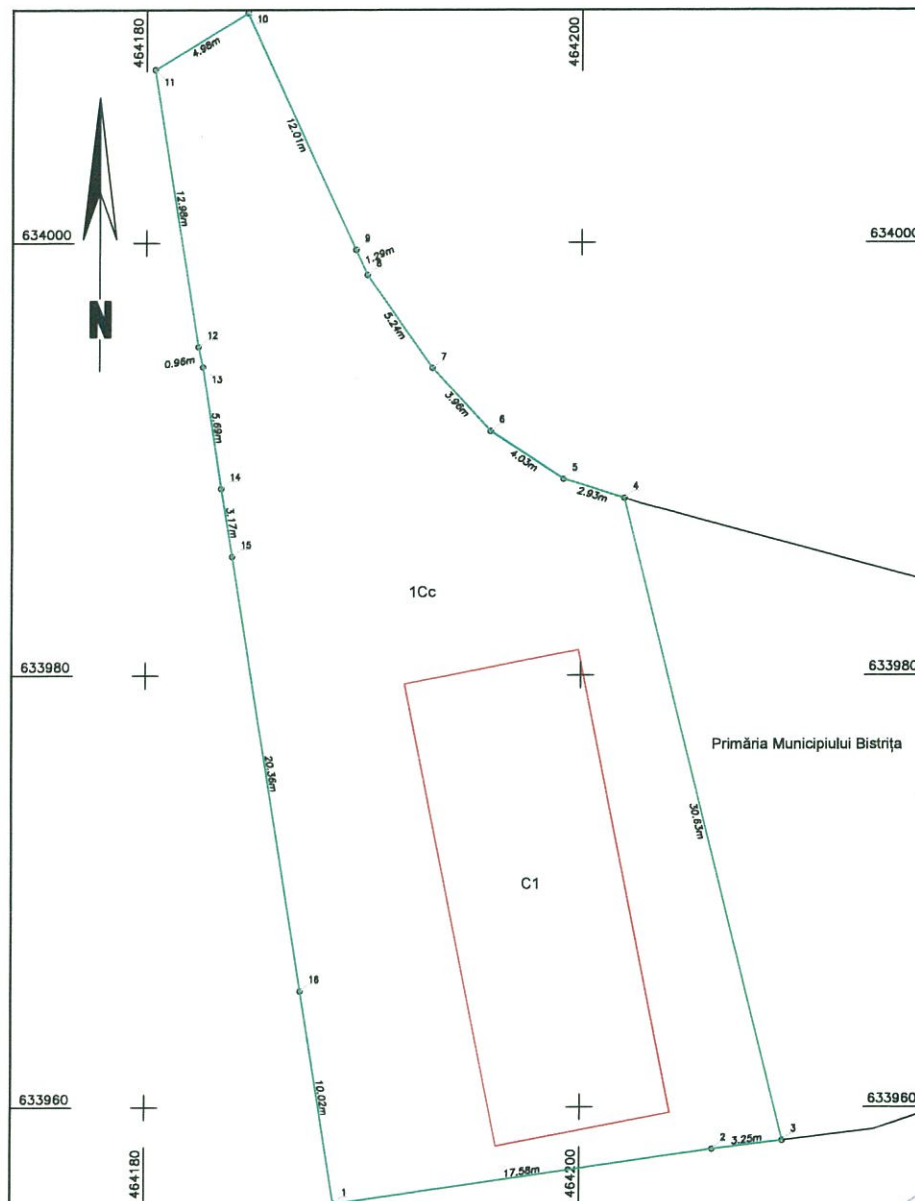 464180
10
464200
4.98m
11
12.01m
12.98m
634000
634000
9
1.29m
8
N
5.24m
12
7
0.96m
13
3.96m
5.69m
6
4.03m
14
5
2.93m
4
3.17m
15
1Cc
633980
633980
Primăria Municipiului Bistrița
20.36m
30.63m
C1
16
633960
633960
10.02m
2
3.25m
3
464180
17.58m
464200
1